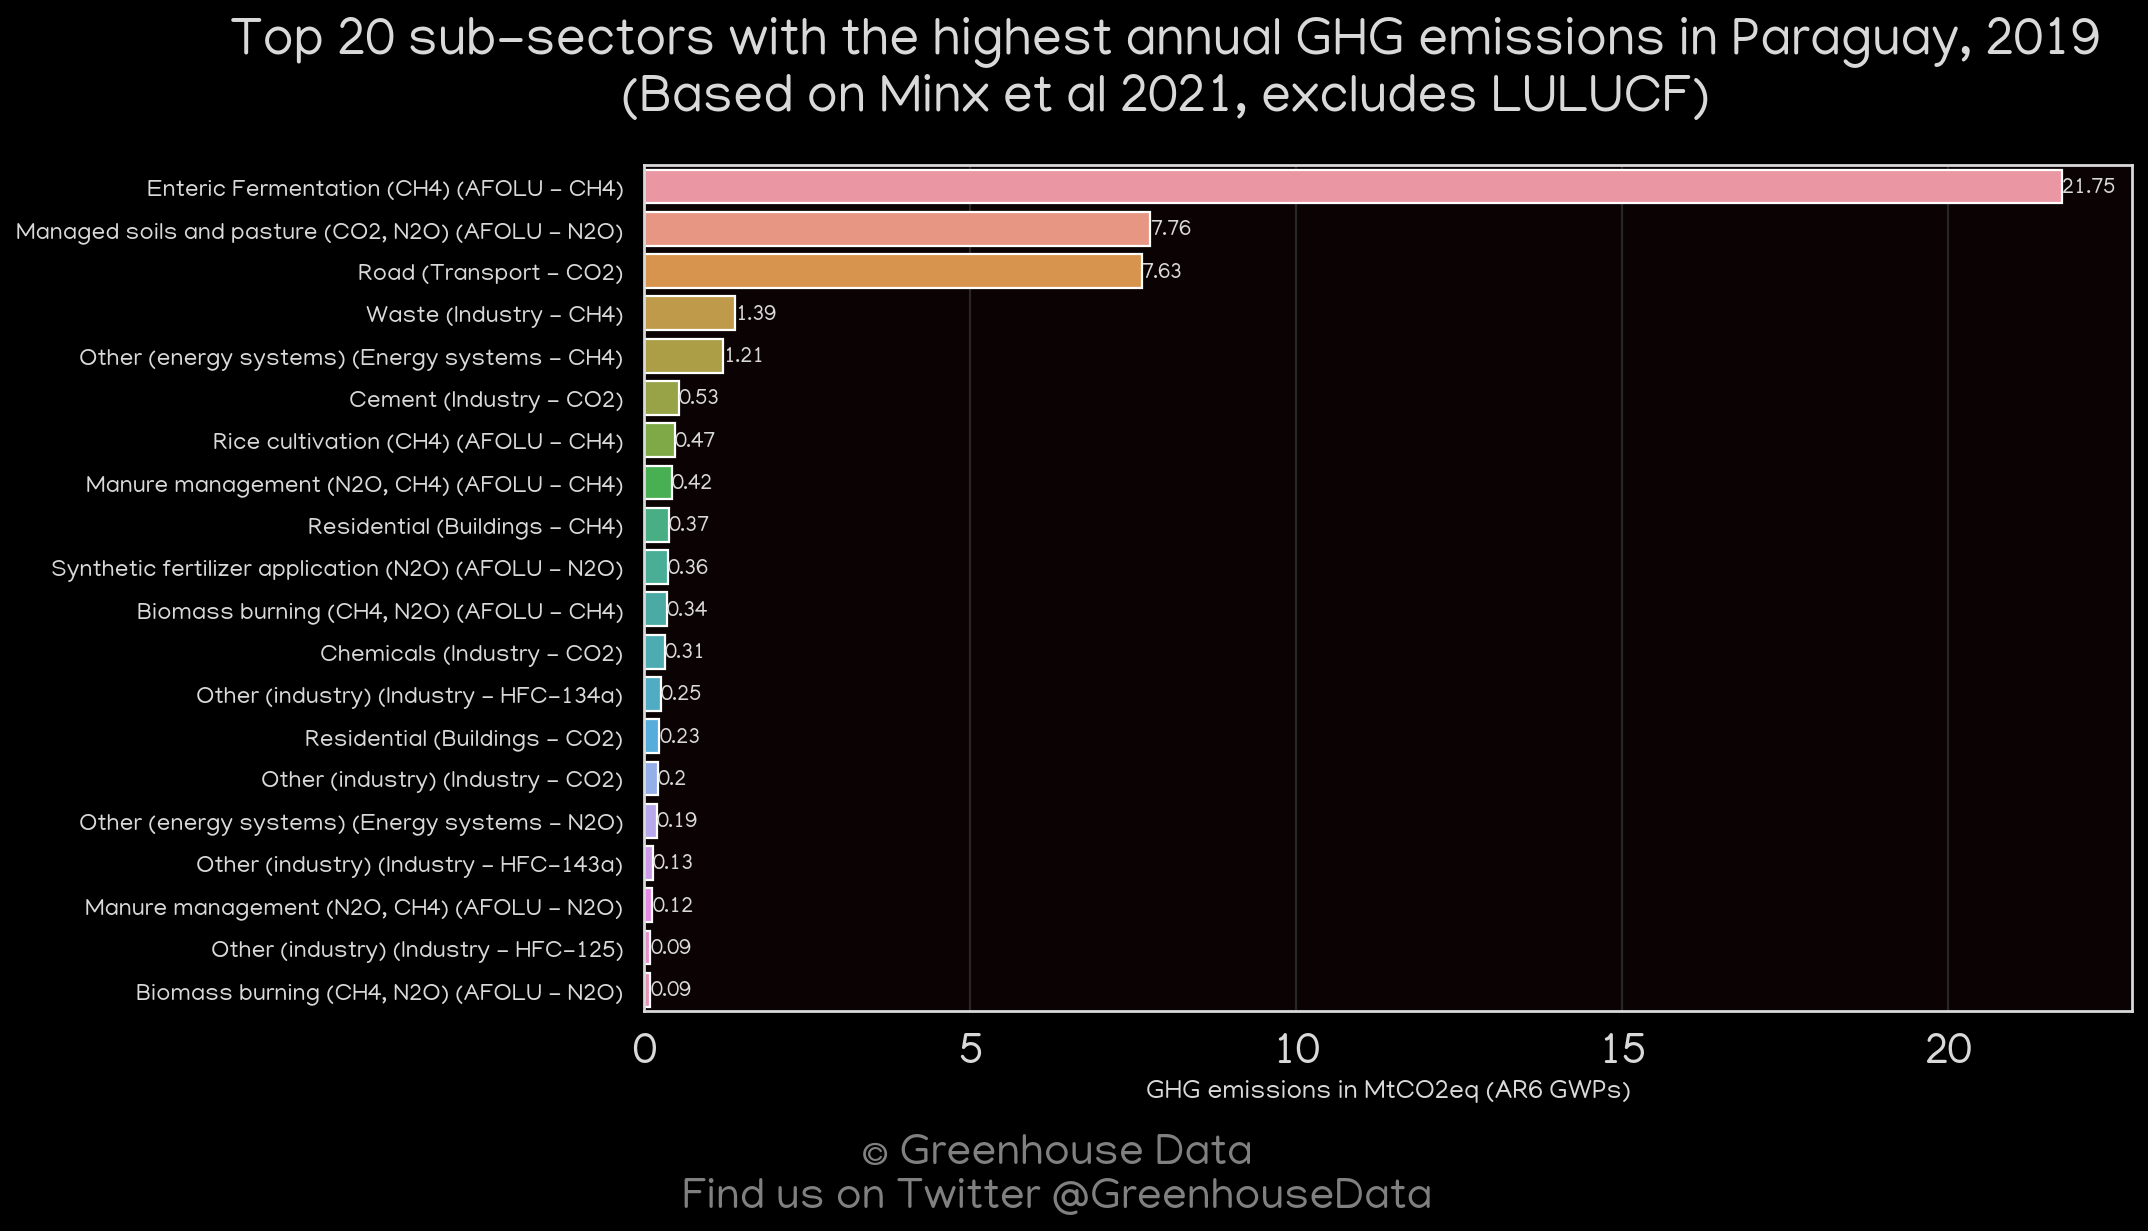 Top 20 sub-sectors with the highest annual GHG emissions in Paraguay, 2019
(Based on Minx et al 2021, excludes LULUCF)
Enteric Fermentation (CH4) (AFOLU - CH4) 21.75
Managed soils and pasture (CO2, N2O) (AFOLU - N2O) 7.76
Road (Transport - CO2) 7.63
Waste (Industry - CH4) 1.39
Other (energy systems) (Energy systems - CH4) 1.21
Cement (Industry - CO2) 0.53
Rice cultivation (CH4) (AFOLU - CH4) 0.47
Manure management (N2O, CH4) (AFOLU - CH4) 0.42
Residential (Buildings - CH4) 0.37
Synthetic fertilizer application (N2O) (AFOLU - N2O) 0.36
Biomass burning (CH4, N2O) (AFOLU - CH4) 0.34
Chemicals (Industry - CO2) 0.31
Other (industry) (Industry - HFC-134a) 0.25
Residential (Buildings - CO2) 0.23
Other (industry) (Industry - CO2) 0.2
Other (energy systems) (Energy systems - N2O) 0.19
Other (industry) (Industry - HFC-143a) 0.13
Manure management (N2O, CH4) (AFOLU - N2O) 0.12
Other (industry) (Industry - HFC-125) 0.09
Biomass burning (CH4, N2O) (AFOLU - N2O) 0.09
0 5 10 15 20
GHG emissions in MtCO2eq (AR6 GWPs)
© Greenhouse Data
Find us on Twitter @GreenhouseData